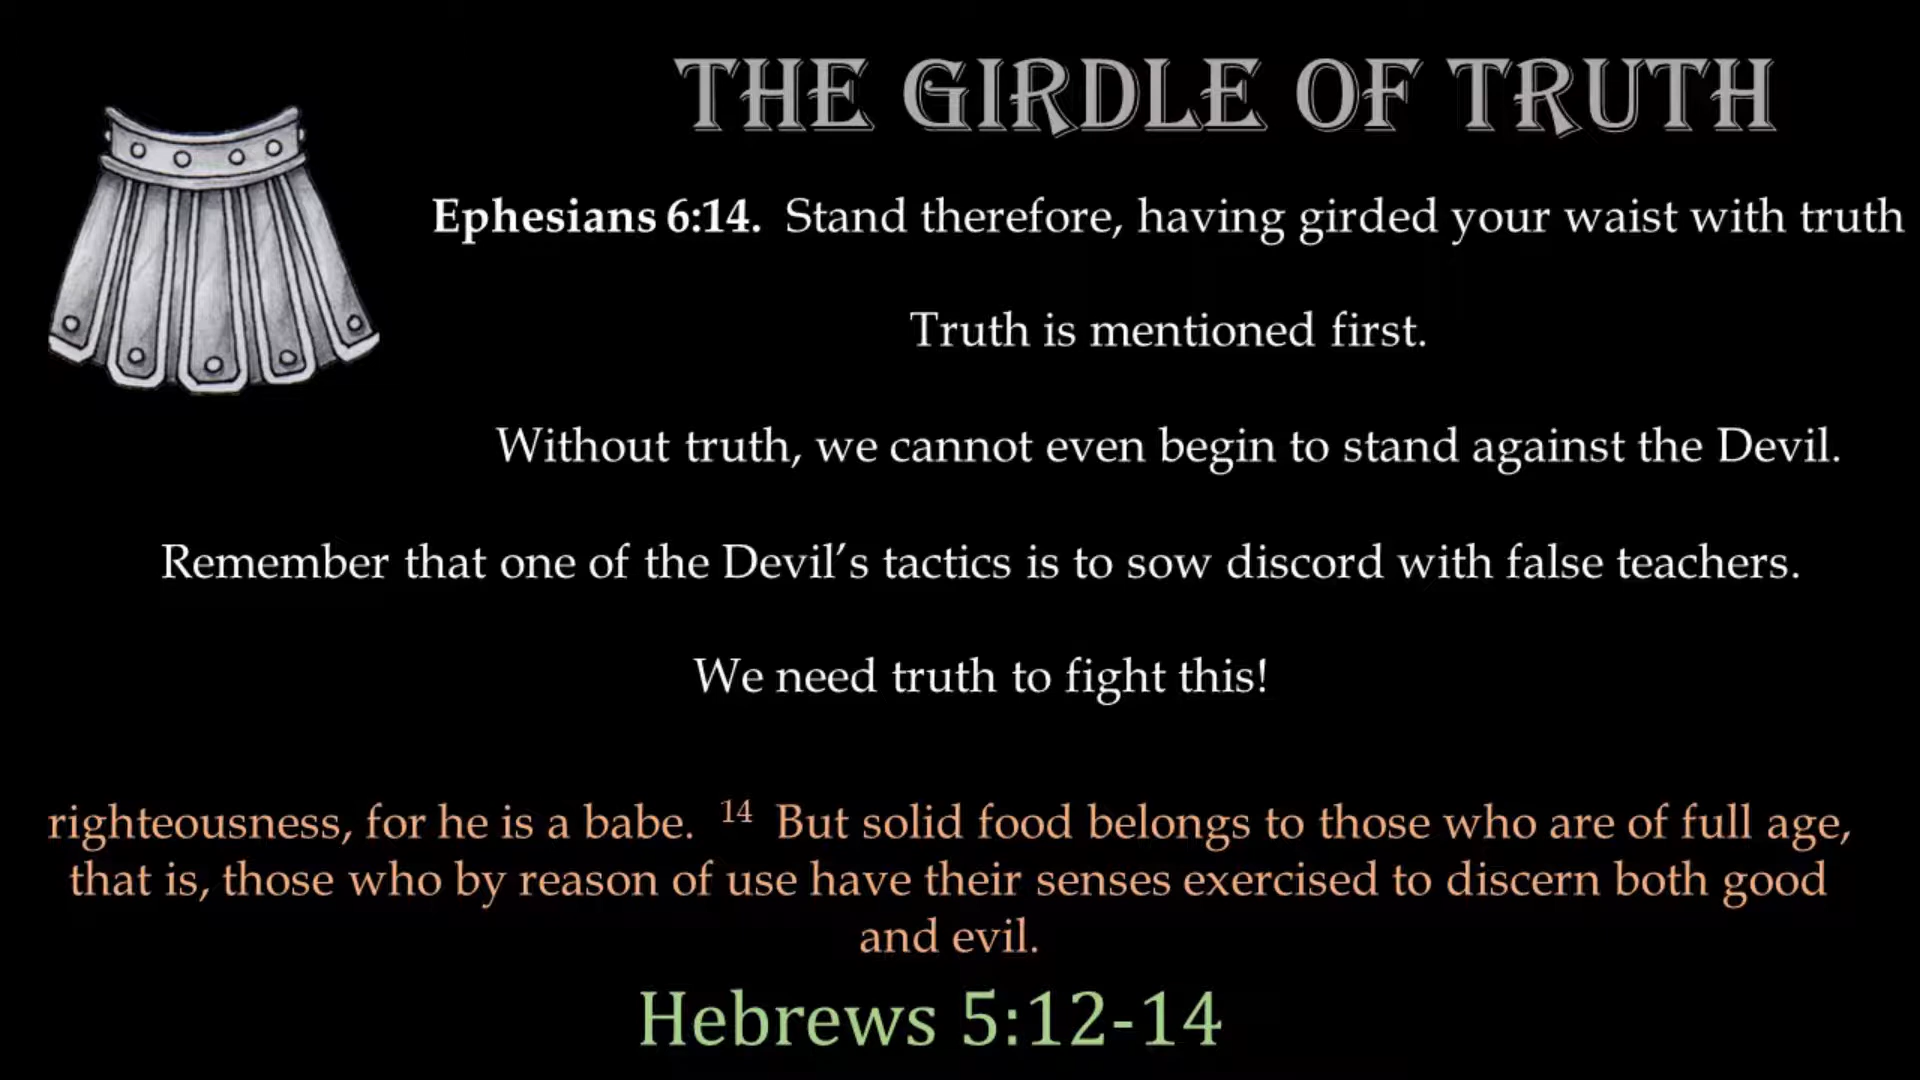 THE GIRDLE OF TRUTH
Ephesians 6:14.  Stand therefore, having girded your waist with truth
Truth is mentioned first.
Without truth, we cannot even begin to stand against the Devil.
Remember that one of the Devil’s tactics is to sow discord with false teachers.
We need truth to fight this!
righteousness, for he is a babe.  14  But solid food belongs to those who are of full age,
that is, those who by reason of use have their senses exercised to discern both good
and evil.
Hebrews 5:12-14